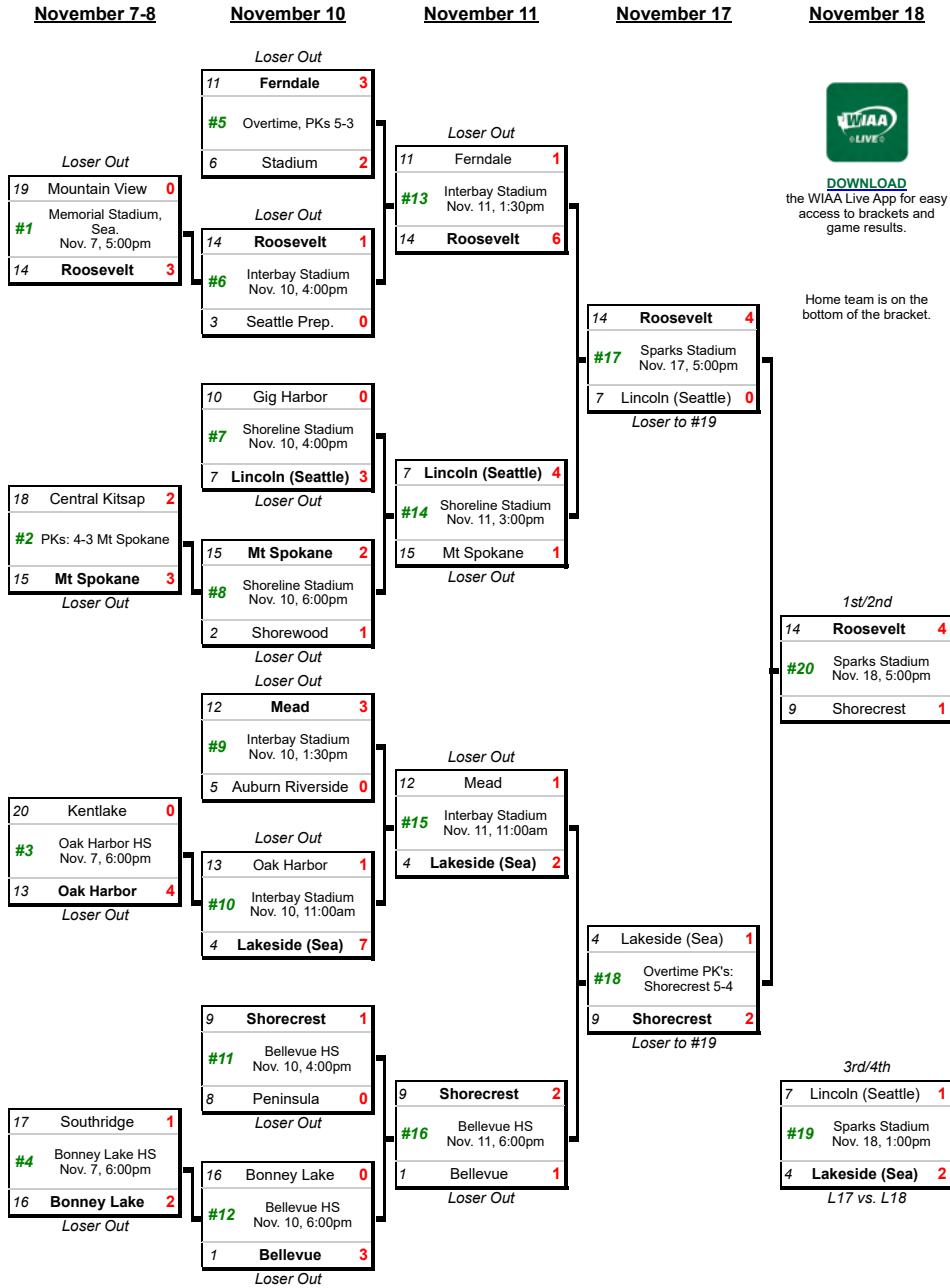 November 7-8
November 10
November 11
November 17
November 18
Loser Out
19 Mountain View 0
#1
Memorial Stadium,
Sea.
Nov. 7, 5:00pm
14 Roosevelt 3
18 Central Kitsap 2
#2 PKs: 4-3 Mt Spokane
15 Mt Spokane 3
Loser Out
20 Kentlake 0
#3
Oak Harbor HS
Nov. 7, 6:00pm
13 Oak Harbor 4
Loser Out
17 Southridge 1
#4
Bonney Lake HS
Nov. 7, 6:00pm
16 Bonney Lake 2
Loser Out
Loser Out
11 Ferndale 3
#5 Overtime, PKs 5-3
6 Stadium 2
Loser Out
14 Roosevelt 1
#6
Interbay Stadium
Nov. 10, 4:00pm
3 Seattle Prep. 0
10 Gig Harbor 0
#7
Shoreline Stadium
Nov. 10, 4:00pm
7 Lincoln (Seattle) 3
Loser Out
15 Mt Spokane 2
#8
Shoreline Stadium
Nov. 10, 6:00pm
2 Shorewood 1
Loser Out
Loser Out
12 Mead 3
#9
Interbay Stadium
Nov. 10, 1:30pm
5 Auburn Riverside 0
Loser Out
13 Oak Harbor 1
#10
Interbay Stadium
Nov. 10, 11:00am
4 Lakeside (Sea) 7
9 Shorecrest 1
#11
Bellevue HS
Nov. 10, 4:00pm
8 Peninsula 0
Loser Out
16 Bonney Lake 0
#12
Bellevue HS
Nov. 10, 6:00pm
1 Bellevue 3
Loser Out
Loser Out
11 Ferndale 1
#13
Interbay Stadium
Nov. 11, 1:30pm
14 Roosevelt 6
7 Lincoln (Seattle) 4
#14
Shoreline Stadium
Nov. 11, 3:00pm
15 Mt Spokane 1
Loser Out
Loser Out
12 Mead 1
#15
Interbay Stadium
Nov. 11, 11:00am
4 Lakeside (Sea) 2
9 Shorecrest 2
#16
Bellevue HS
Nov. 11, 6:00pm
1 Bellevue 1
Loser Out
14 Roosevelt 4
#17
Sparks Stadium
Nov. 17, 5:00pm
7 Lincoln (Seattle) 0
Loser to #19
4 Lakeside (Sea) 1
#18
Overtime PK's:
Shorecrest 5-4
9 Shorecrest 2
Loser to #19
WIAA
LIVE
DOWNLOAD
the WIAA Live App for easy
access to brackets and
game results.
Home team is on the
bottom of the bracket.
1st/2nd
14 Roosevelt 4
#20
Sparks Stadium
Nov. 18, 5:00pm
9 Shorecrest 1
3rd/4th
7 Lincoln (Seattle) 1
#19
Sparks Stadium
Nov. 18, 1:00pm
4 Lakeside (Sea) 2
L17 vs. L18